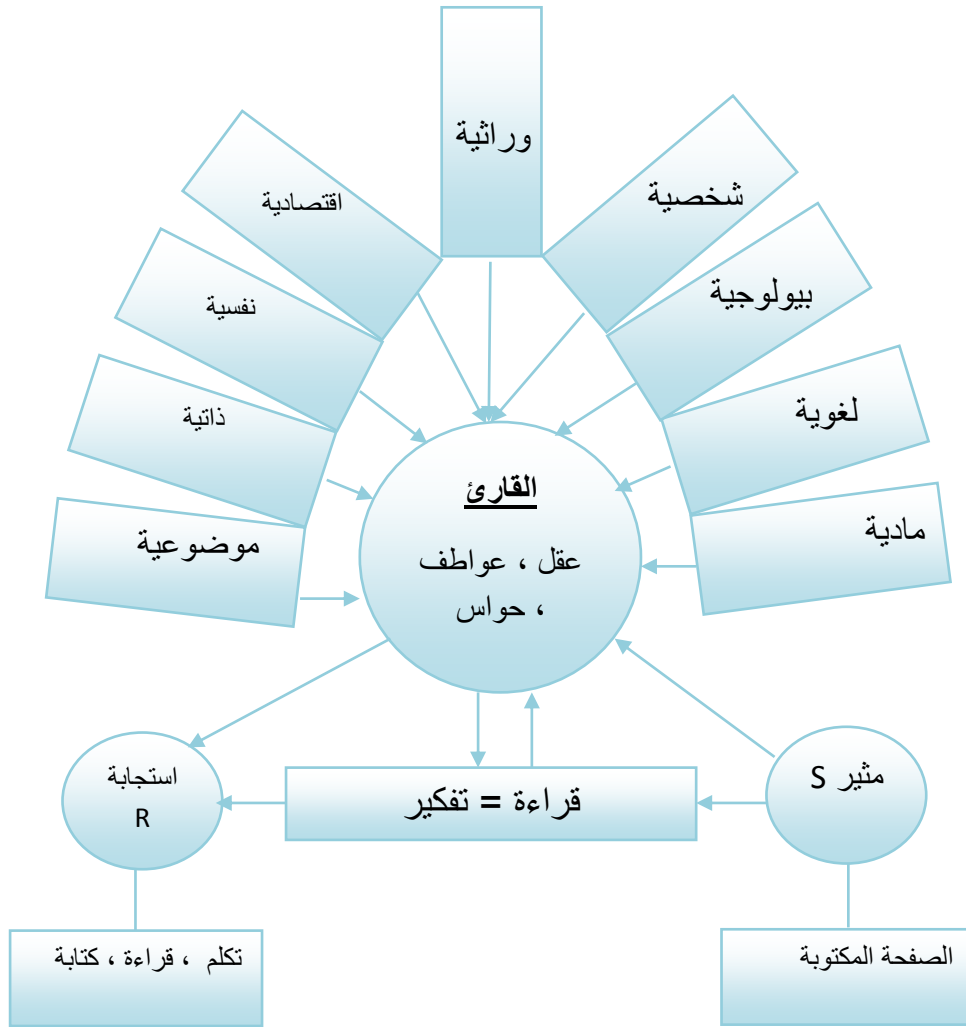 وراثية
شخصية
اقتصادية
بيولوجية
نفسية
لغوية
ذاتية
مادية
موضوعية
القارئ
عقل ، عواطف
، حواس
مثير S
قراءة = تفكير
استجابة
R
الصفحة المكتوبة
تكلم ، قراءة ، كتابة